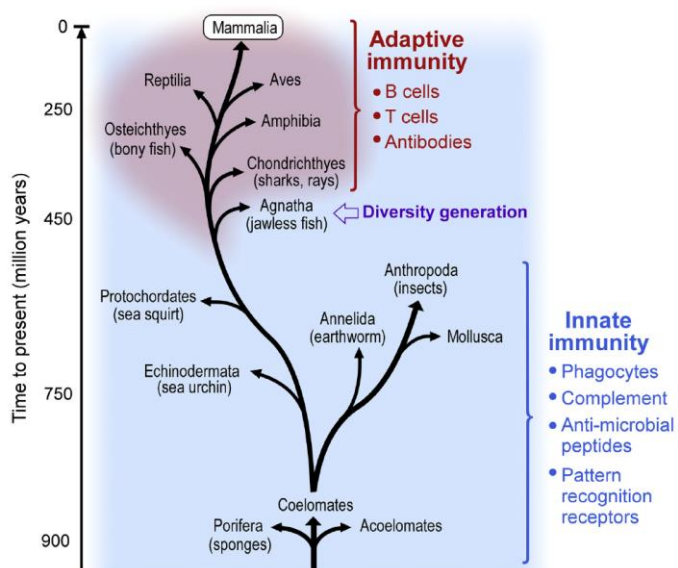 0
250
450
750
900
Time to present (million years)
Mammalia
Reptilia
Aves
Osteichthyes
(bony fish)
Amphibia
Chondrichthyes
(sharks, rays)
Agnatha
(jawless fish)
Diversity generation
Adaptive
immunity
• B cells
• T cells
• Antibodies
Protochordates
(sea squirt)
Echinodermata
(sea urchin)
Anthropoda
(insects)
Annelida
(earthworm)
Mollusca
Coelomates
Porifera
(sponges)
Acoelomates
Innate
immunity
• Phagocytes
• Complement
• Anti-microbial
peptides
• Pattern
recognition
receptors